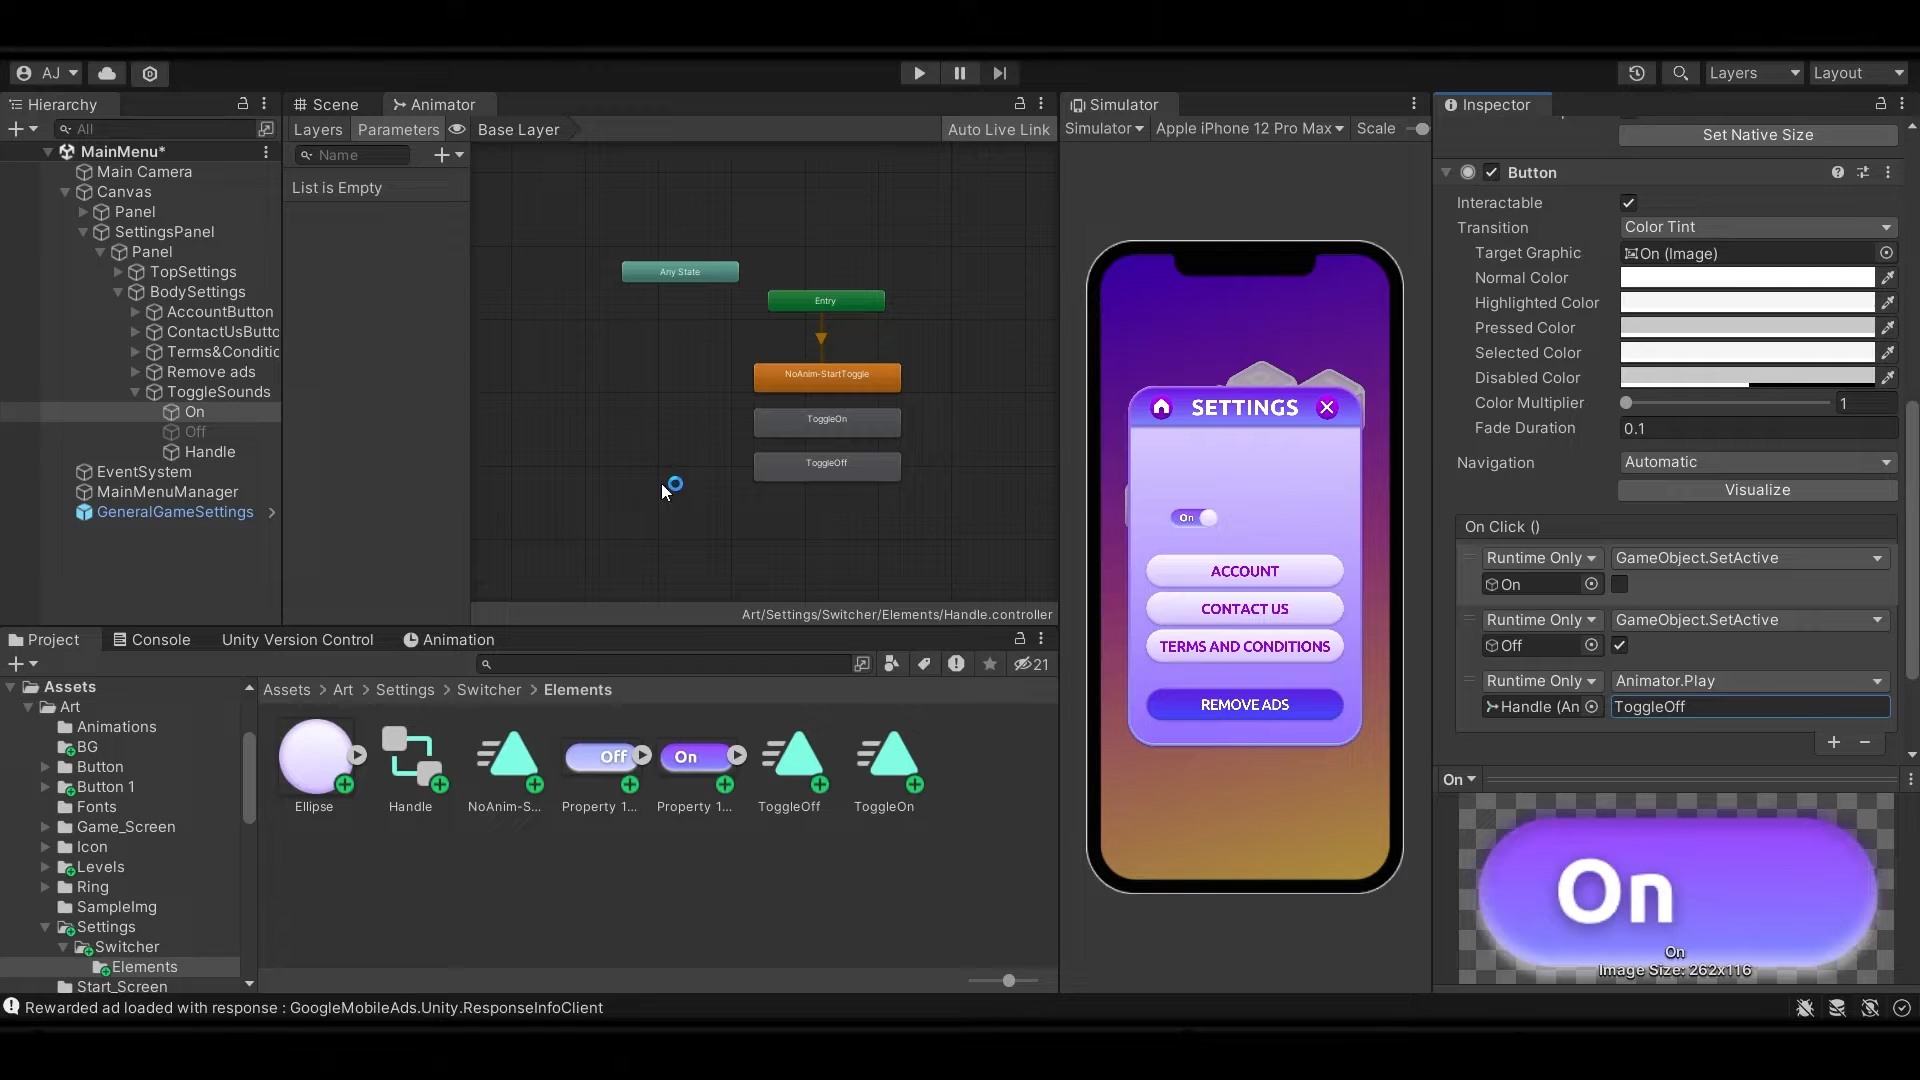 AJ
Layers
Layout
Hierarchy
All
MainMenu*
Main Camera
Canvas
Panel
SettingsPanel
Panel
TopSettings
BodySettings
AccountButton
ContactUsButto
Terms&Conditic
Remove ads
ToggleSounds
On
Off
Handle
EventSystem
MainMenuManager
GeneralGameSettings
Scene
Animator
Layers
Parameters
Base Layer
Auto Live Link
Name
List is Empty
Any State
Entry
NoAnim-StartToggle
ToggleOn
ToggleOff
Art/Settings/Switcher/Elements/Handle.controller
Simulator
Simulator
Apple iPhone 12 Pro Max
Scale
SETTINGS
On
ACCOUNT
CONTACT US
TERMS AND CONDITIONS
REMOVE ADS
Inspector
Set Native Size
Button
Interactable
Transition
Color Tint
Target Graphic
On (Image)
Normal Color
Highlighted Color
Pressed Color
Selected Color
Disabled Color
Color Multiplier
1
Fade Duration
0.1
Navigation
Automatic
Visualize
On Click ()
Runtime Only
GameObject.SetActive
On
Runtime Only
GameObject.SetActive
Off
Runtime Only
Animator.Play
Handle (An
ToggleOff
On
On
On
Image Size: 262x116
Project
Console
Unity Version Control
Animation
21
Assets
Art
Animations
BG
Button
Button 1
Fonts
Game_Screen
Icon
Levels
Ring
SampleImg
Settings
Switcher
Elements
Start_Screen
Assets > Art > Settings > Switcher > Elements
Off
On
Ellipse
Handle
NoAnim-S...
Property 1...
Property 1...
ToggleOff
ToggleOn
Rewarded ad loaded with response : GoogleMobileAds.Unity.ResponseInfoClient